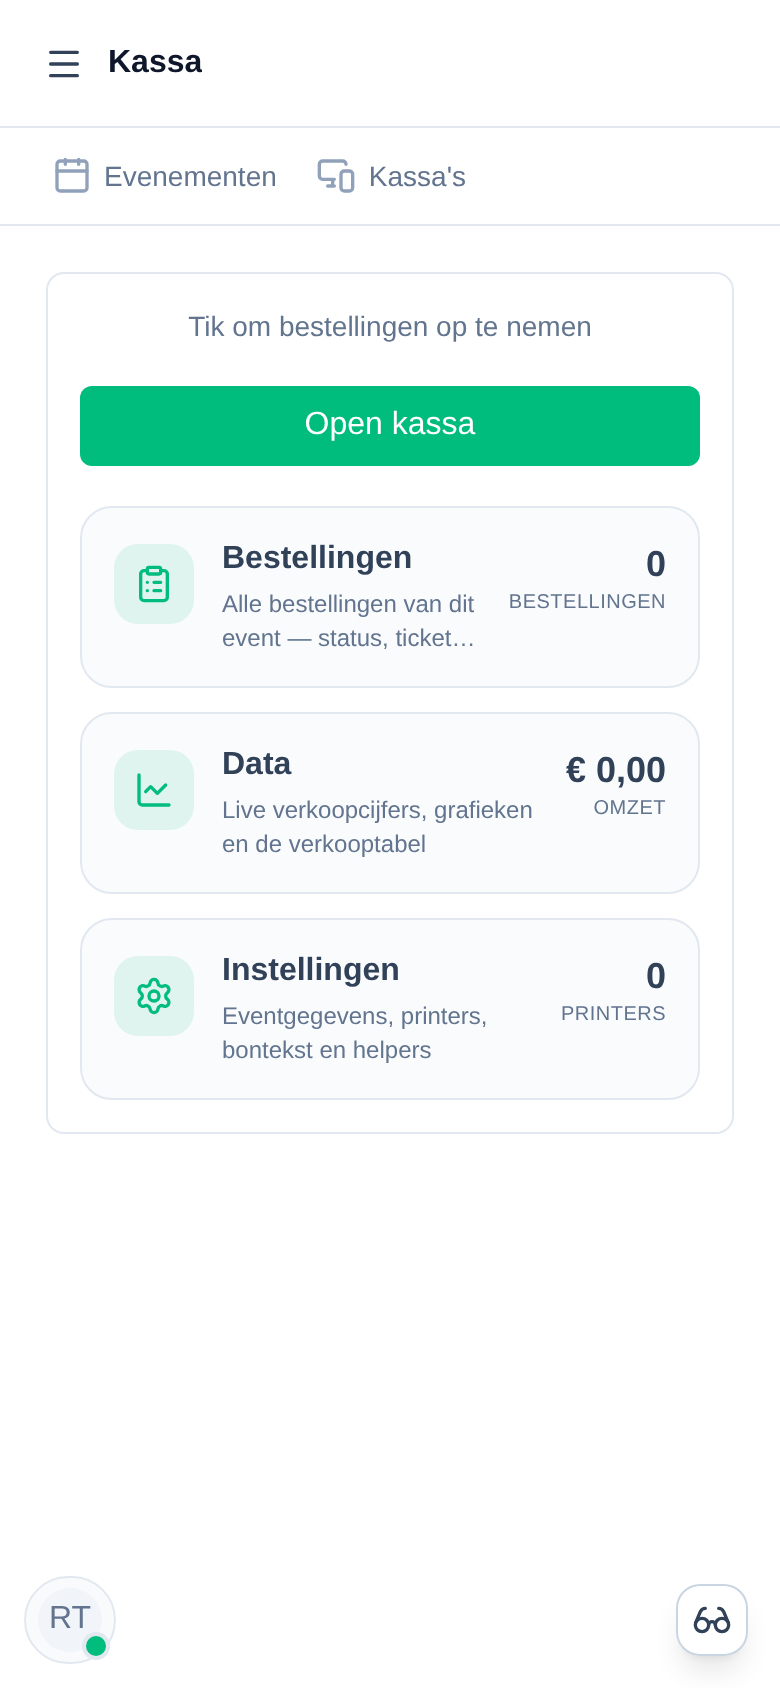 Kassa
Evenementen
Kassa's
Tik om bestellingen op te nemen
Open kassa
Bestellingen
Alle bestellingen van dit
event — status, ticket…
0
BESTELLINGEN
Data
Live verkoopcijfers, grafieken
en de verkooptabel
€ 0,00
OMZET
Instellingen
Eventgegevens, printers,
bontekst en helpers
0
PRINTERS
RT